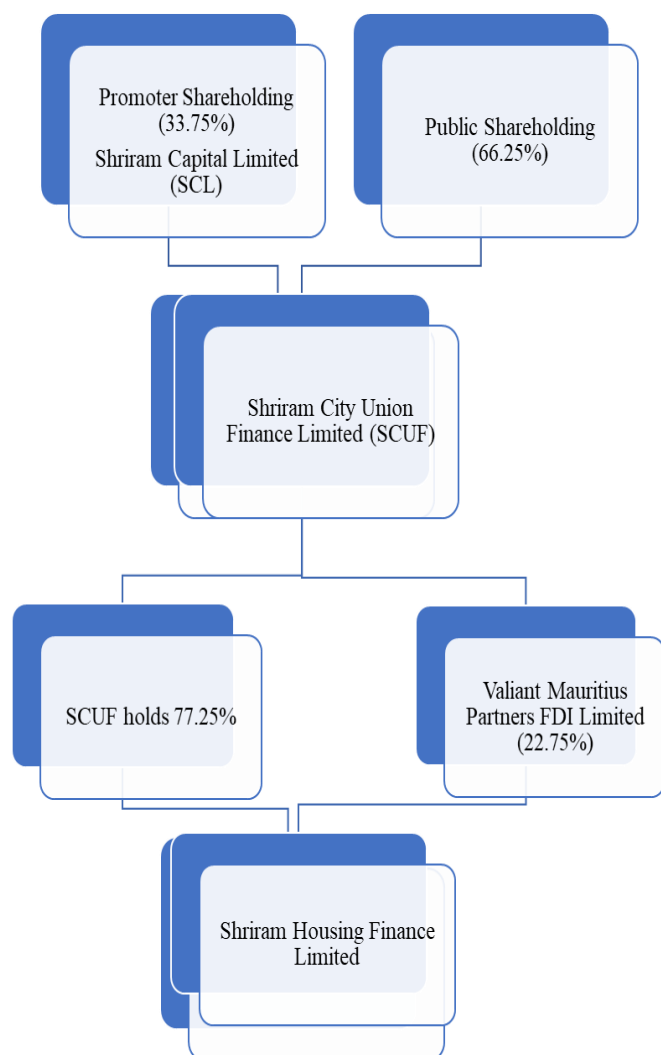 Promoter Shareholding
(33.75%)
Shriram Capital Limited
(SCL)
Public Shareholding
(66.25%)
Shriram City Union
Finance Limited (SCUF)
SCUF holds 77.25%
Valiant Mauritius
Partners FDI Limited
(22.75%)
Shriram Housing Finance
Limited